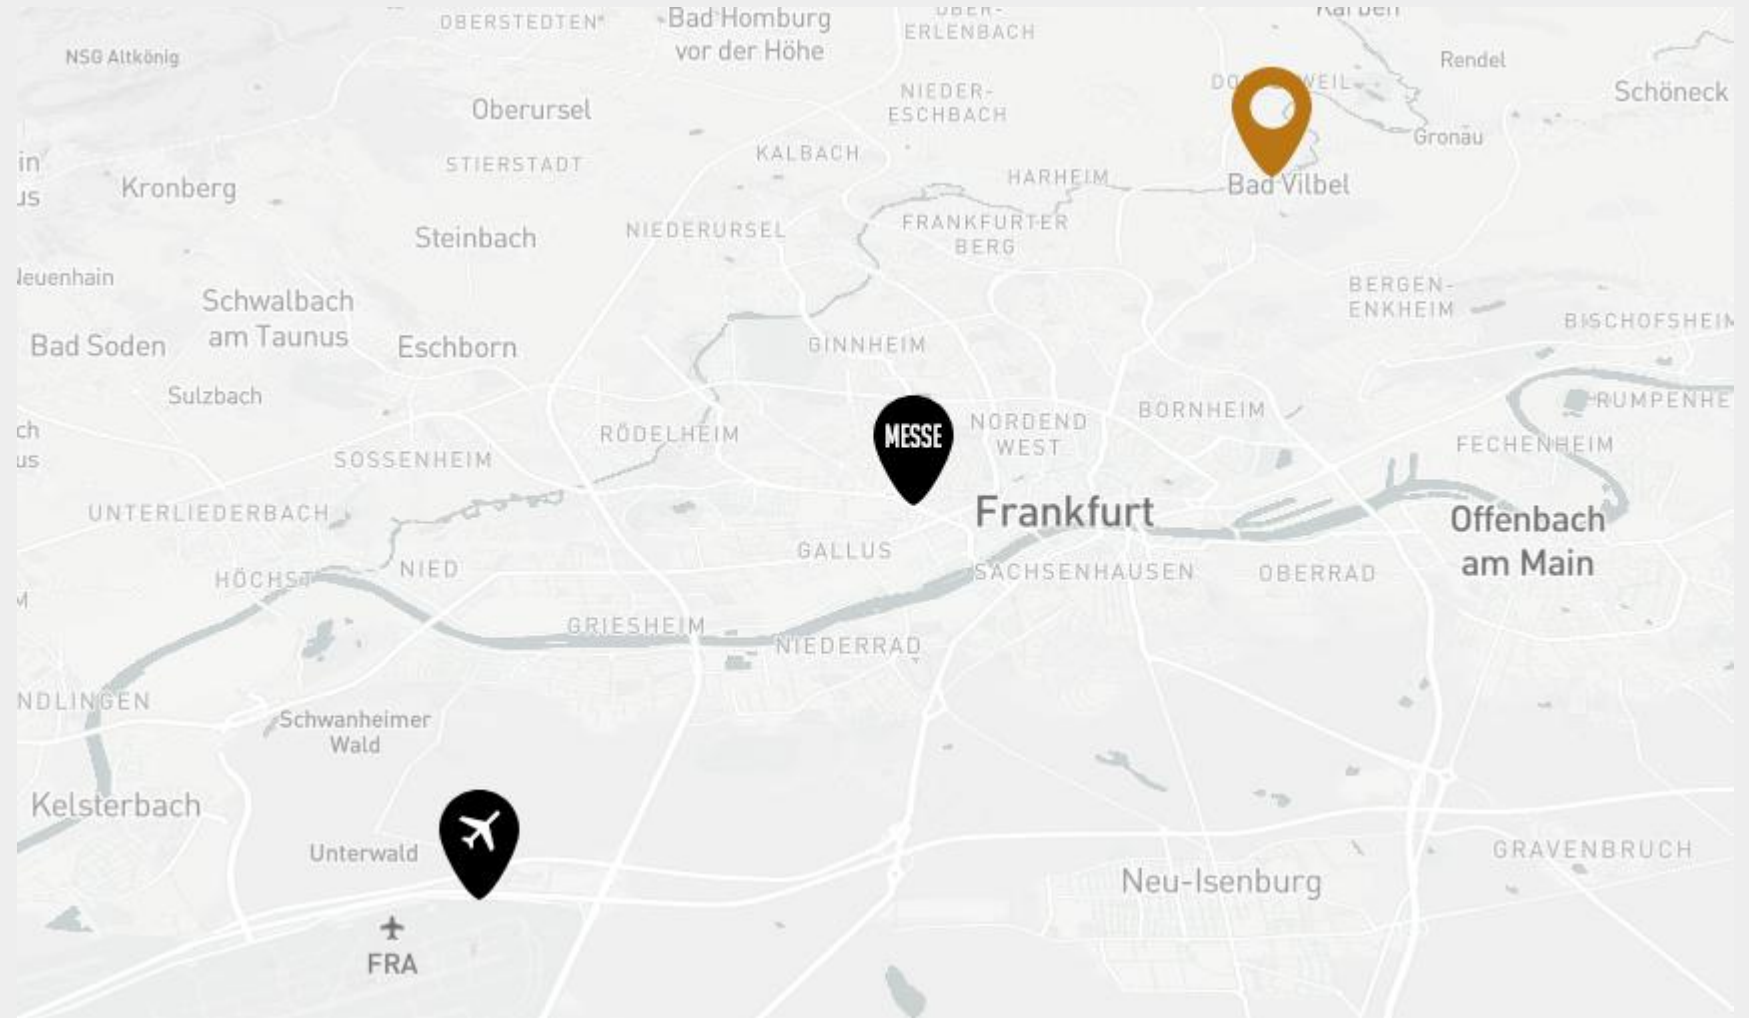 OBERSTEDTEN
Bad Homburg
vor der Höhe
ERLENBACH
NSG Altkönig
Rendel
Schöneck
NIEDER-
ESCHBACH
Oberursel
Gronau
KALBACH
STIERSTADT
HARHEIM
Kronberg
Bad Vilbel
FRANKFURTER
BERG
NIEDERURSEL
Steinbach
BERGEN-
ENKHEIM
Schwalbach
am Taunus
BISCHOFSHEIM
Bad Soden
Eschborn
GINNHEIM
Sulzbach
RUMPENHE
BORNHEIM
NORDEND
WEST
MESSE
RÖDELHEIM
FECHENHEIM
SOSSENHEIM
UNTERLIEDERBACH
Frankfurt
Offenbach
am Main
GALLUS
NIED
HÖCHST
SACHSENHAUSEN
OBERRAD
GRIESHEIM
NIEDERRAD
NDLINGEN
Schwanheimer
Wald
Kelsterbach
Unterwald
GRAVENBRUCH
Neu-Isenburg
FRA